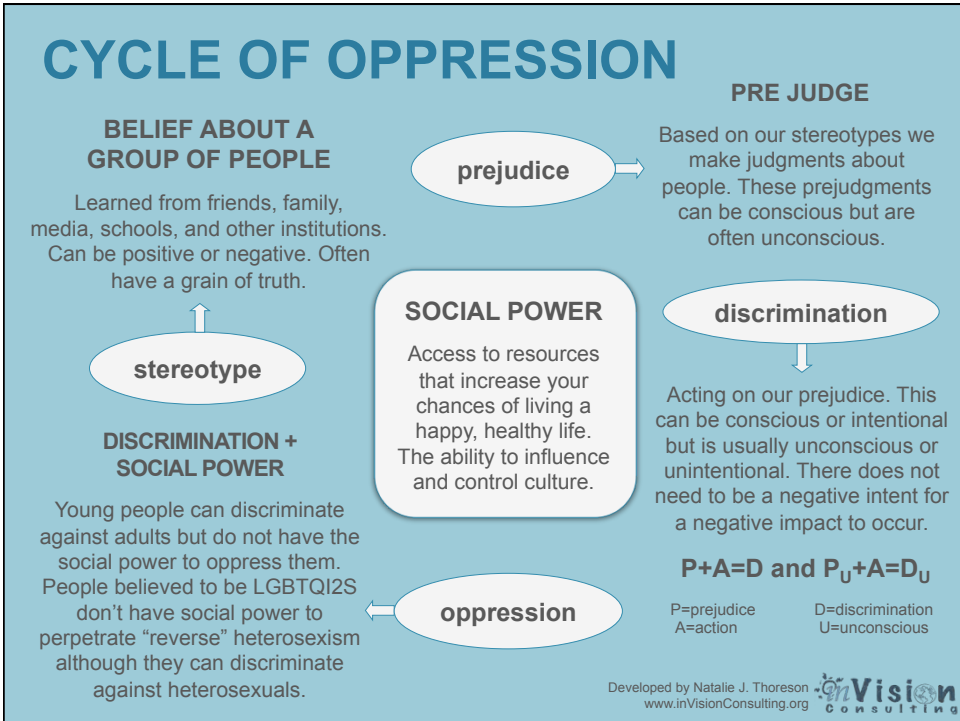 CYCLE OF OPPRESSION
BELIEF ABOUT A
GROUP OF PEOPLE
Learned from friends, family,
media, schools, and other institutions.
Can be positive or negative. Often
have a grain of truth.
stereotype
prejudice
PRE JUDGE
Based on our stereotypes we
make judgments about
people. These prejudgments
can be conscious but are
often unconscious.
SOCIAL POWER
Access to resources
that increase your
chances of living a
happy, healthy life.
The ability to influence
and control culture.
discrimination
Acting on our prejudice. This
can be conscious or intentional
but is usually unconscious or
unintentional. There does not
need to be a negative intent for
a negative impact to occur.
P+A=D and P_U+A=D_U
P=prejudice D=discrimination
A=action U=unconscious
oppression
DISCRIMINATION +
SOCIAL POWER
Young people can discriminate
against adults but do not have the
social power to oppress them.
People believed to be LGBTQI2S
don’t have social power to
perpetrate “reverse” heterosexism
although they can discriminate
against heterosexuals.
Developed by Natalie J. Thoreson
www.inVisionConsulting.org
inVision
Consulting